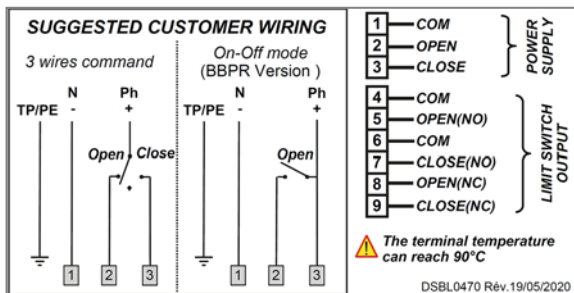 SUGGESTED CUSTOMER WIRING
3 wires command
On-Off mode
(BBPR Version )
TP/PE
N
-
Ph
+
Open
Close
1
2
3
TP/PE
N
-
Ph
+
Open
1
2
3
1 COM
2 OPEN
3 CLOSE
POWER
SUPPLY
4 COM
5 OPEN(NO)
6 COM
7 CLOSE(NO)
8 OPEN(NC)
9 CLOSE(NC)
LIMIT SWITCH
OUTPUT
The terminal temperature
can reach 90°C
DSBL0470 Rév.19/05/2020